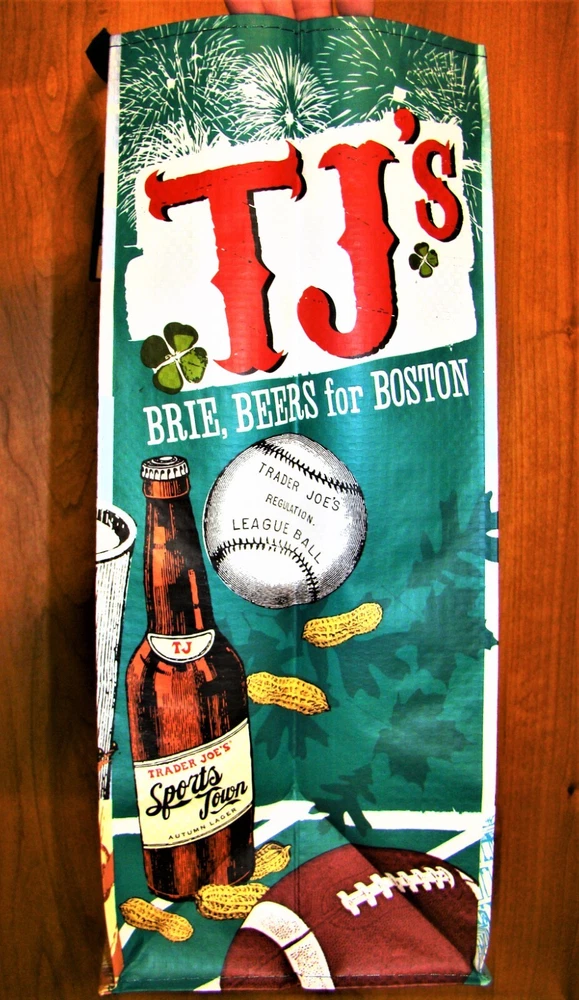 TJ's
BRIE, BEERS for BOSTON
TRADER JOE'S
REGULATION
LEAGUE BALL
TJ
TRADER JOE'S'
Sports
Town
AUTUMN LAGER